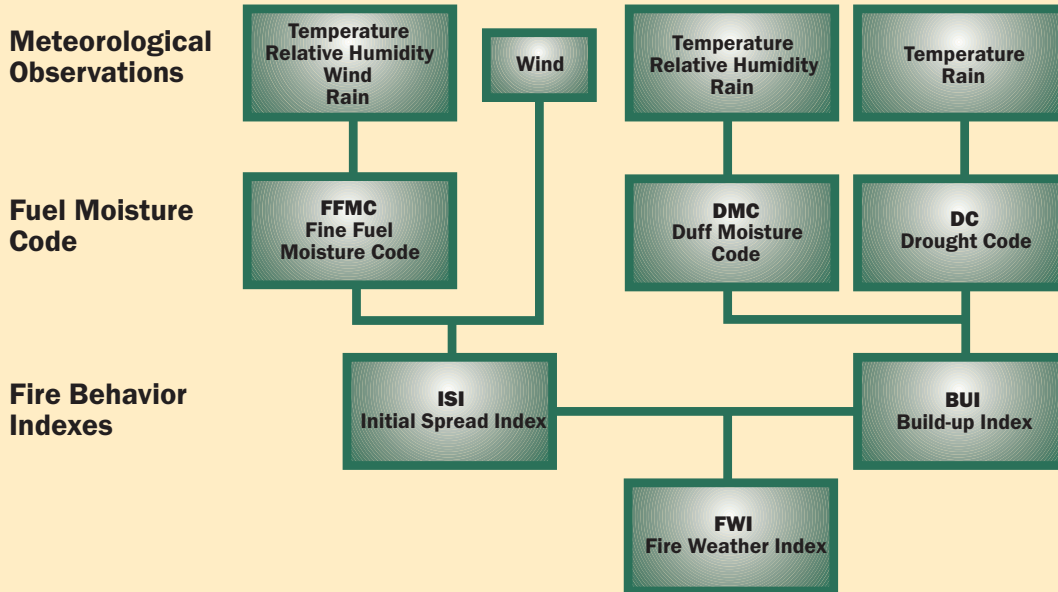 Meteorological
Observations
Temperature
Relative Humidity
Wind
Rain
Wind
Temperature
Relative Humidity
Rain
Temperature
Rain
Fuel Moisture
Code
FFMC
Fine Fuel
Moisture Code
DMC
Duff Moisture
Code
DC
Drought Code
Fire Behavior
Indexes
ISI
Initial Spread Index
BUI
Build-up Index
FWI
Fire Weather Index